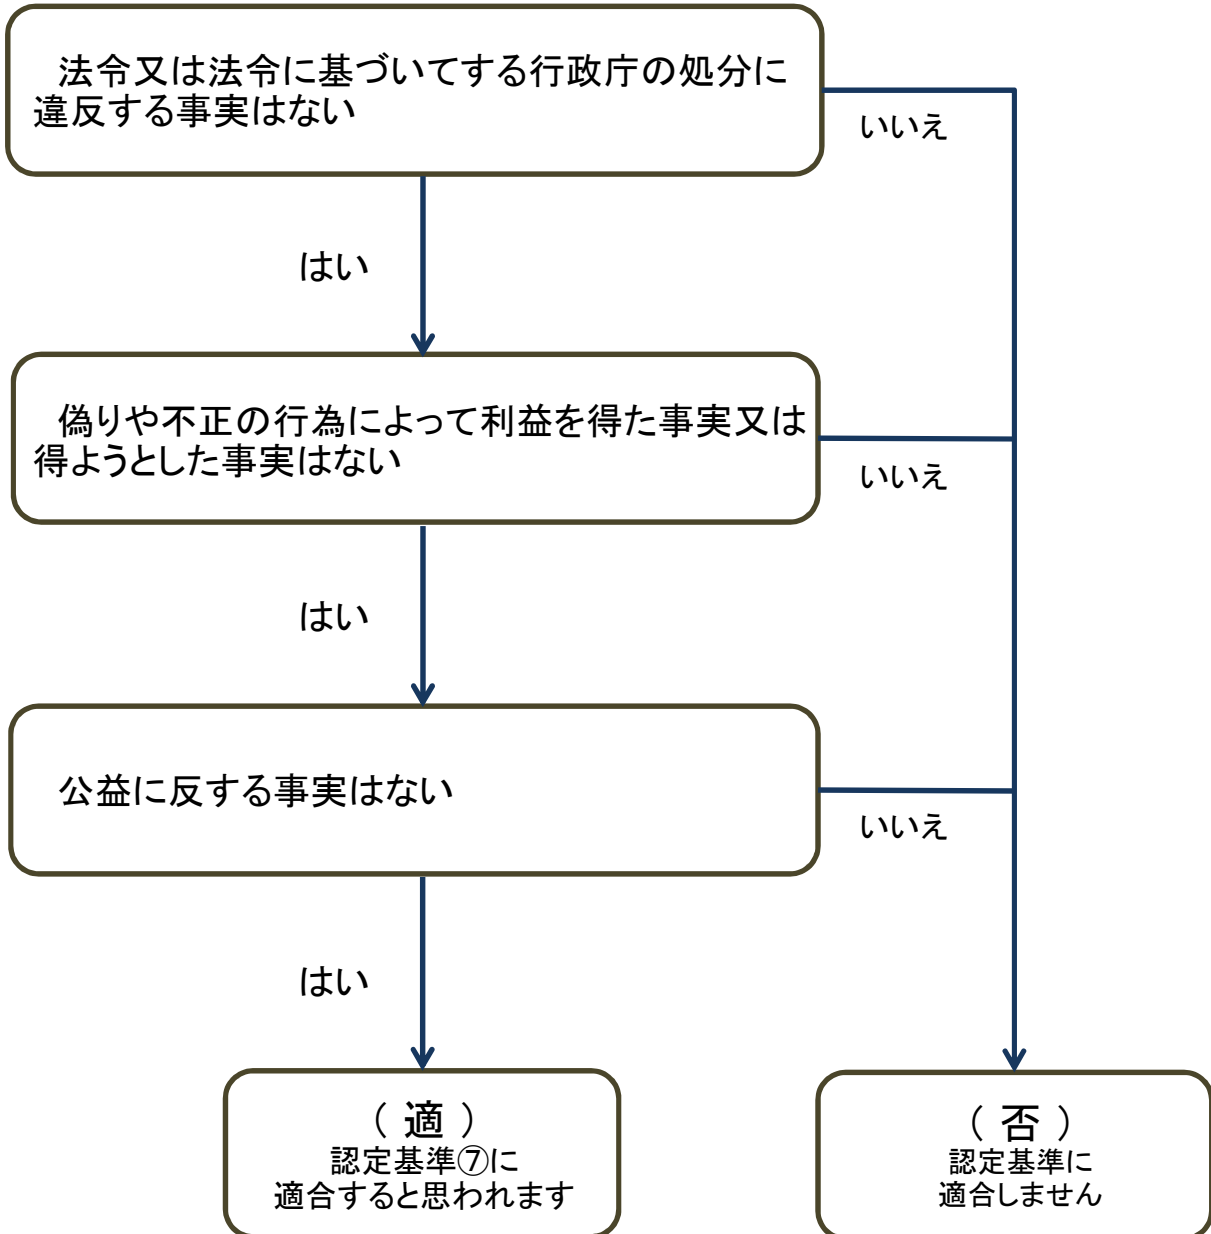 法令又は法令に基づいてする行政庁の処分に
違反する事実はない
いいえ
はい
偽りや不正の行為によって利益を得た事実又は
得ようとした事実はない
いいえ
はい
公益に反する事実はない
いいえ
はい
（ 適 ）
認定基準⑦に
適合すると思われます
（ 否 ）
認定基準に
適合しません